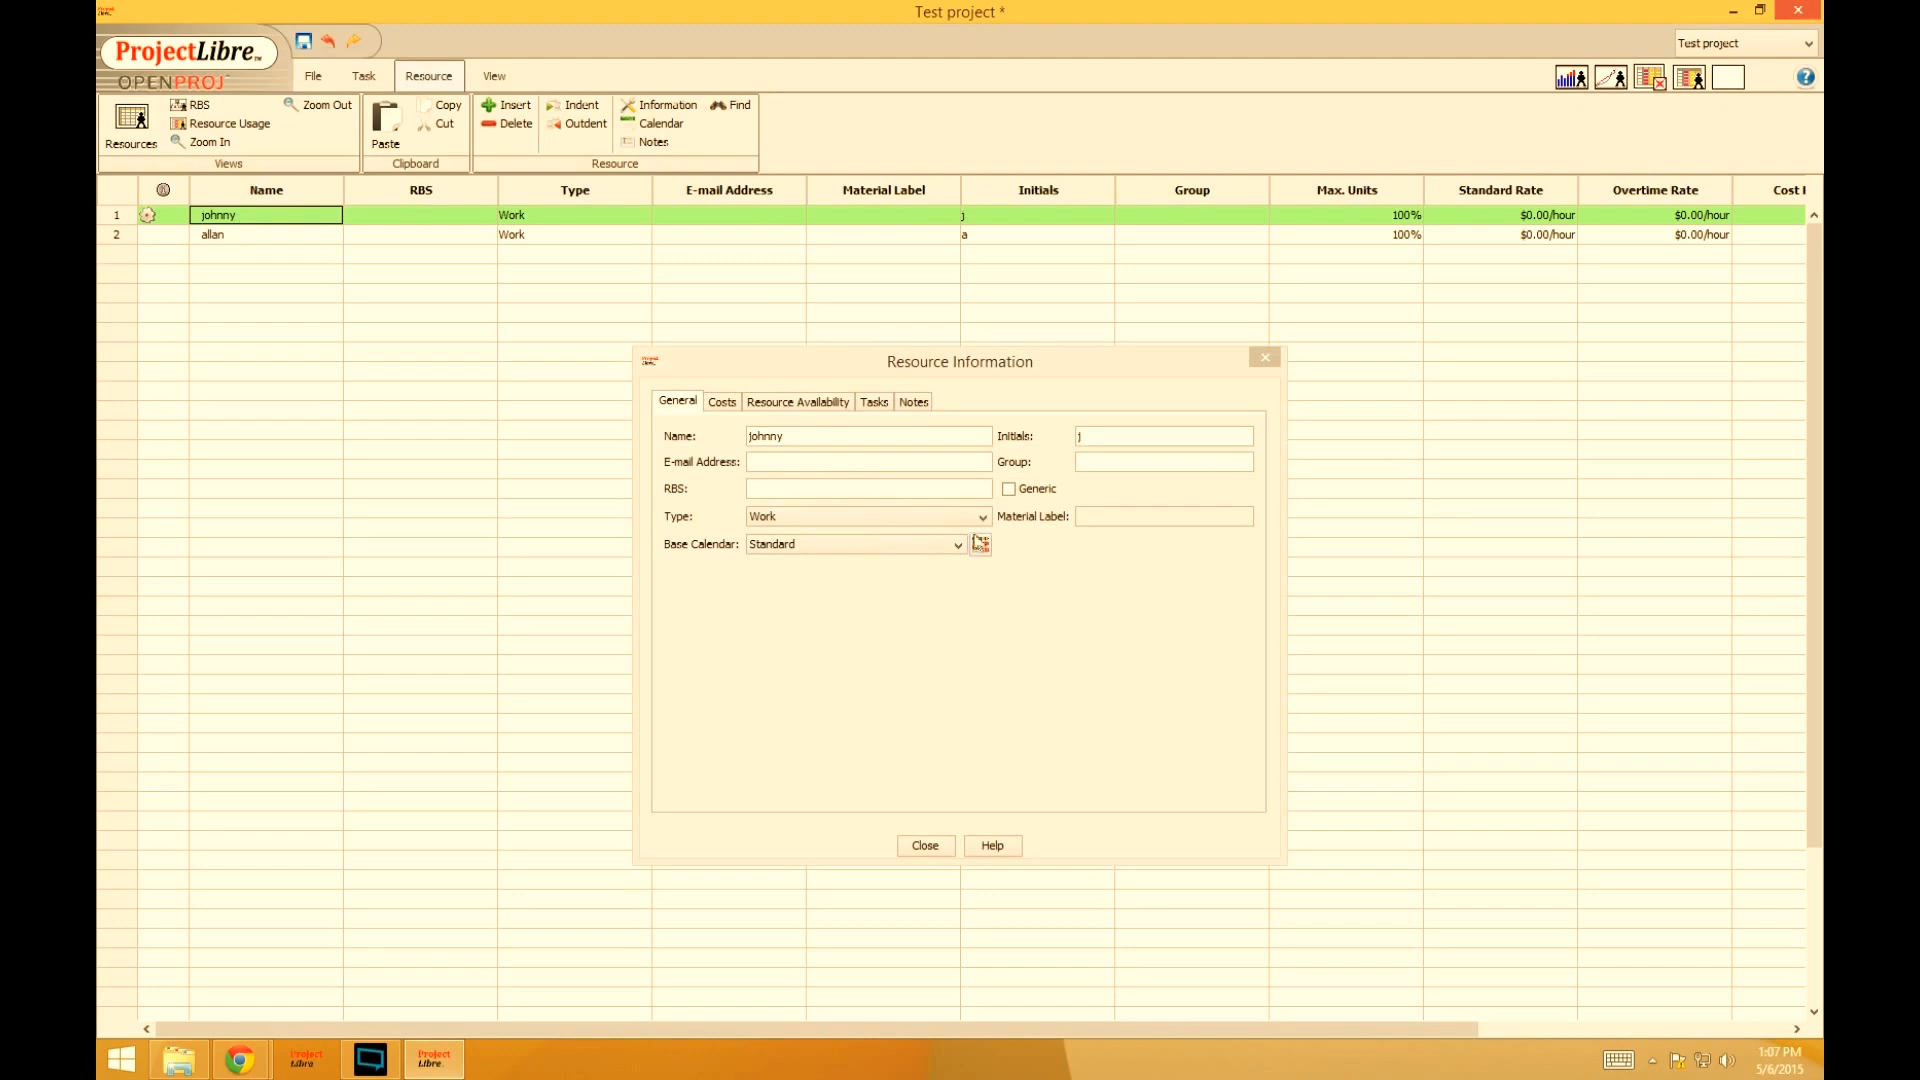 Test project *
ProjectLibre
OPENPROJ
Test project
File Task Resource View
Resources
RBS
Resource Usage
Zoom In
Zoom Out
Views
Paste
Copy
Cut
Clipboard
Insert Indent Information Find
Delete Outdent Calendar
Notes
Resource
Name RBS Type E-mail Address Material Label Initials Group Max. Units Standard Rate Overtime Rate Cost
1 johnny Work j 100% $0.00/hour $0.00/hour
2 allan Work a 100% $0.00/hour $0.00/hour
Resource Information
General Costs Resource Availability Tasks Notes
Name: johnny Initials: j
E-mail Address: Group:
RBS: Generic
Type: Work Material Label:
Base Calendar: Standard
Close Help
Project Libre
Project Libre
1:07 PM
5/6/2015